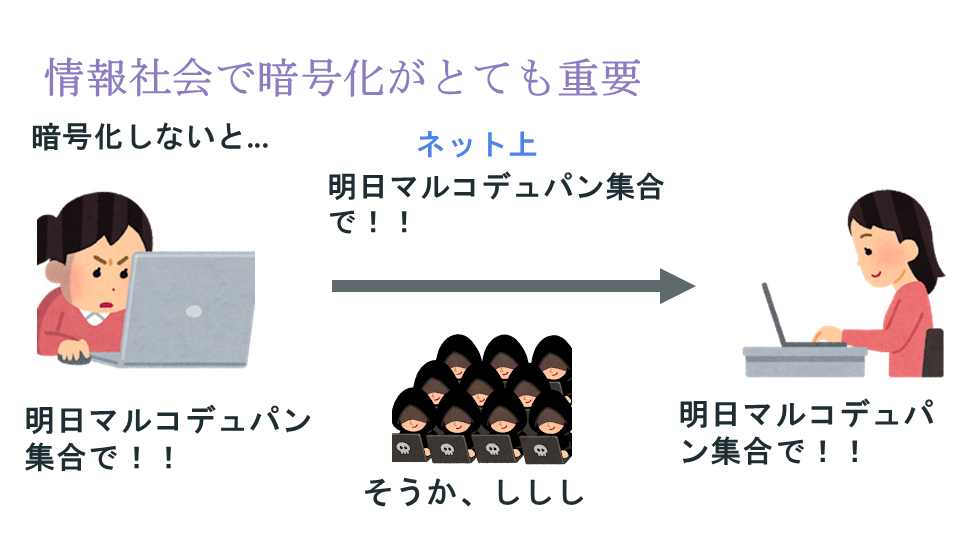 情報社会で暗号化がとても重要
暗号化しないと...
ネット上
明日マルコデュパン集合
で！！
明日マルコデュパン
集合で！！
そうか、ししし
明日マルコデュパ
ン集合で！！